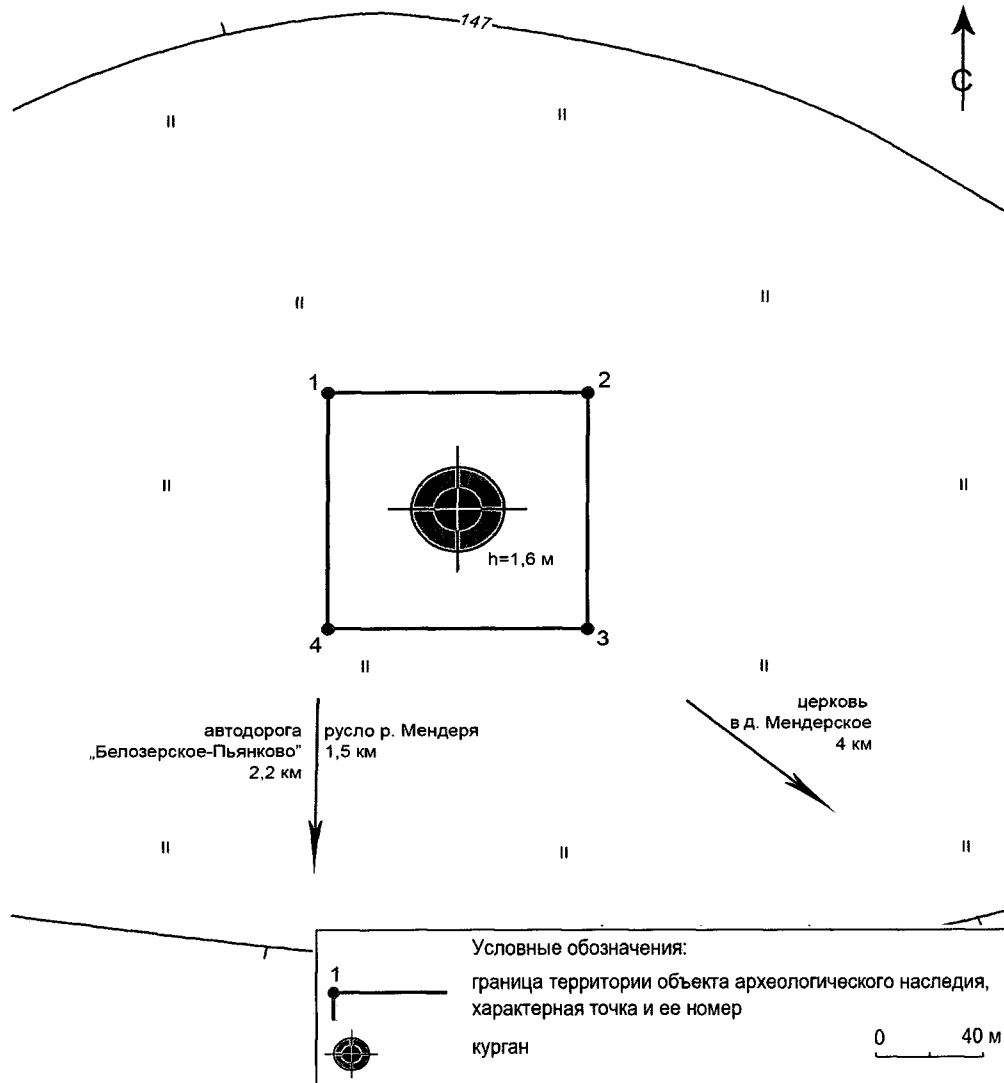 147
С
1
2
h=1,6 м
4
3
автодорога
„Белозерское-Пьянково”
2,2 км
русло р. Мендеря
1,5 км
церковь
в д. Мендерское
4 км
Условные обозначения:
1
граница территории объекта археологического наследия,
характерная точка и ее номер
курган
0 40 м